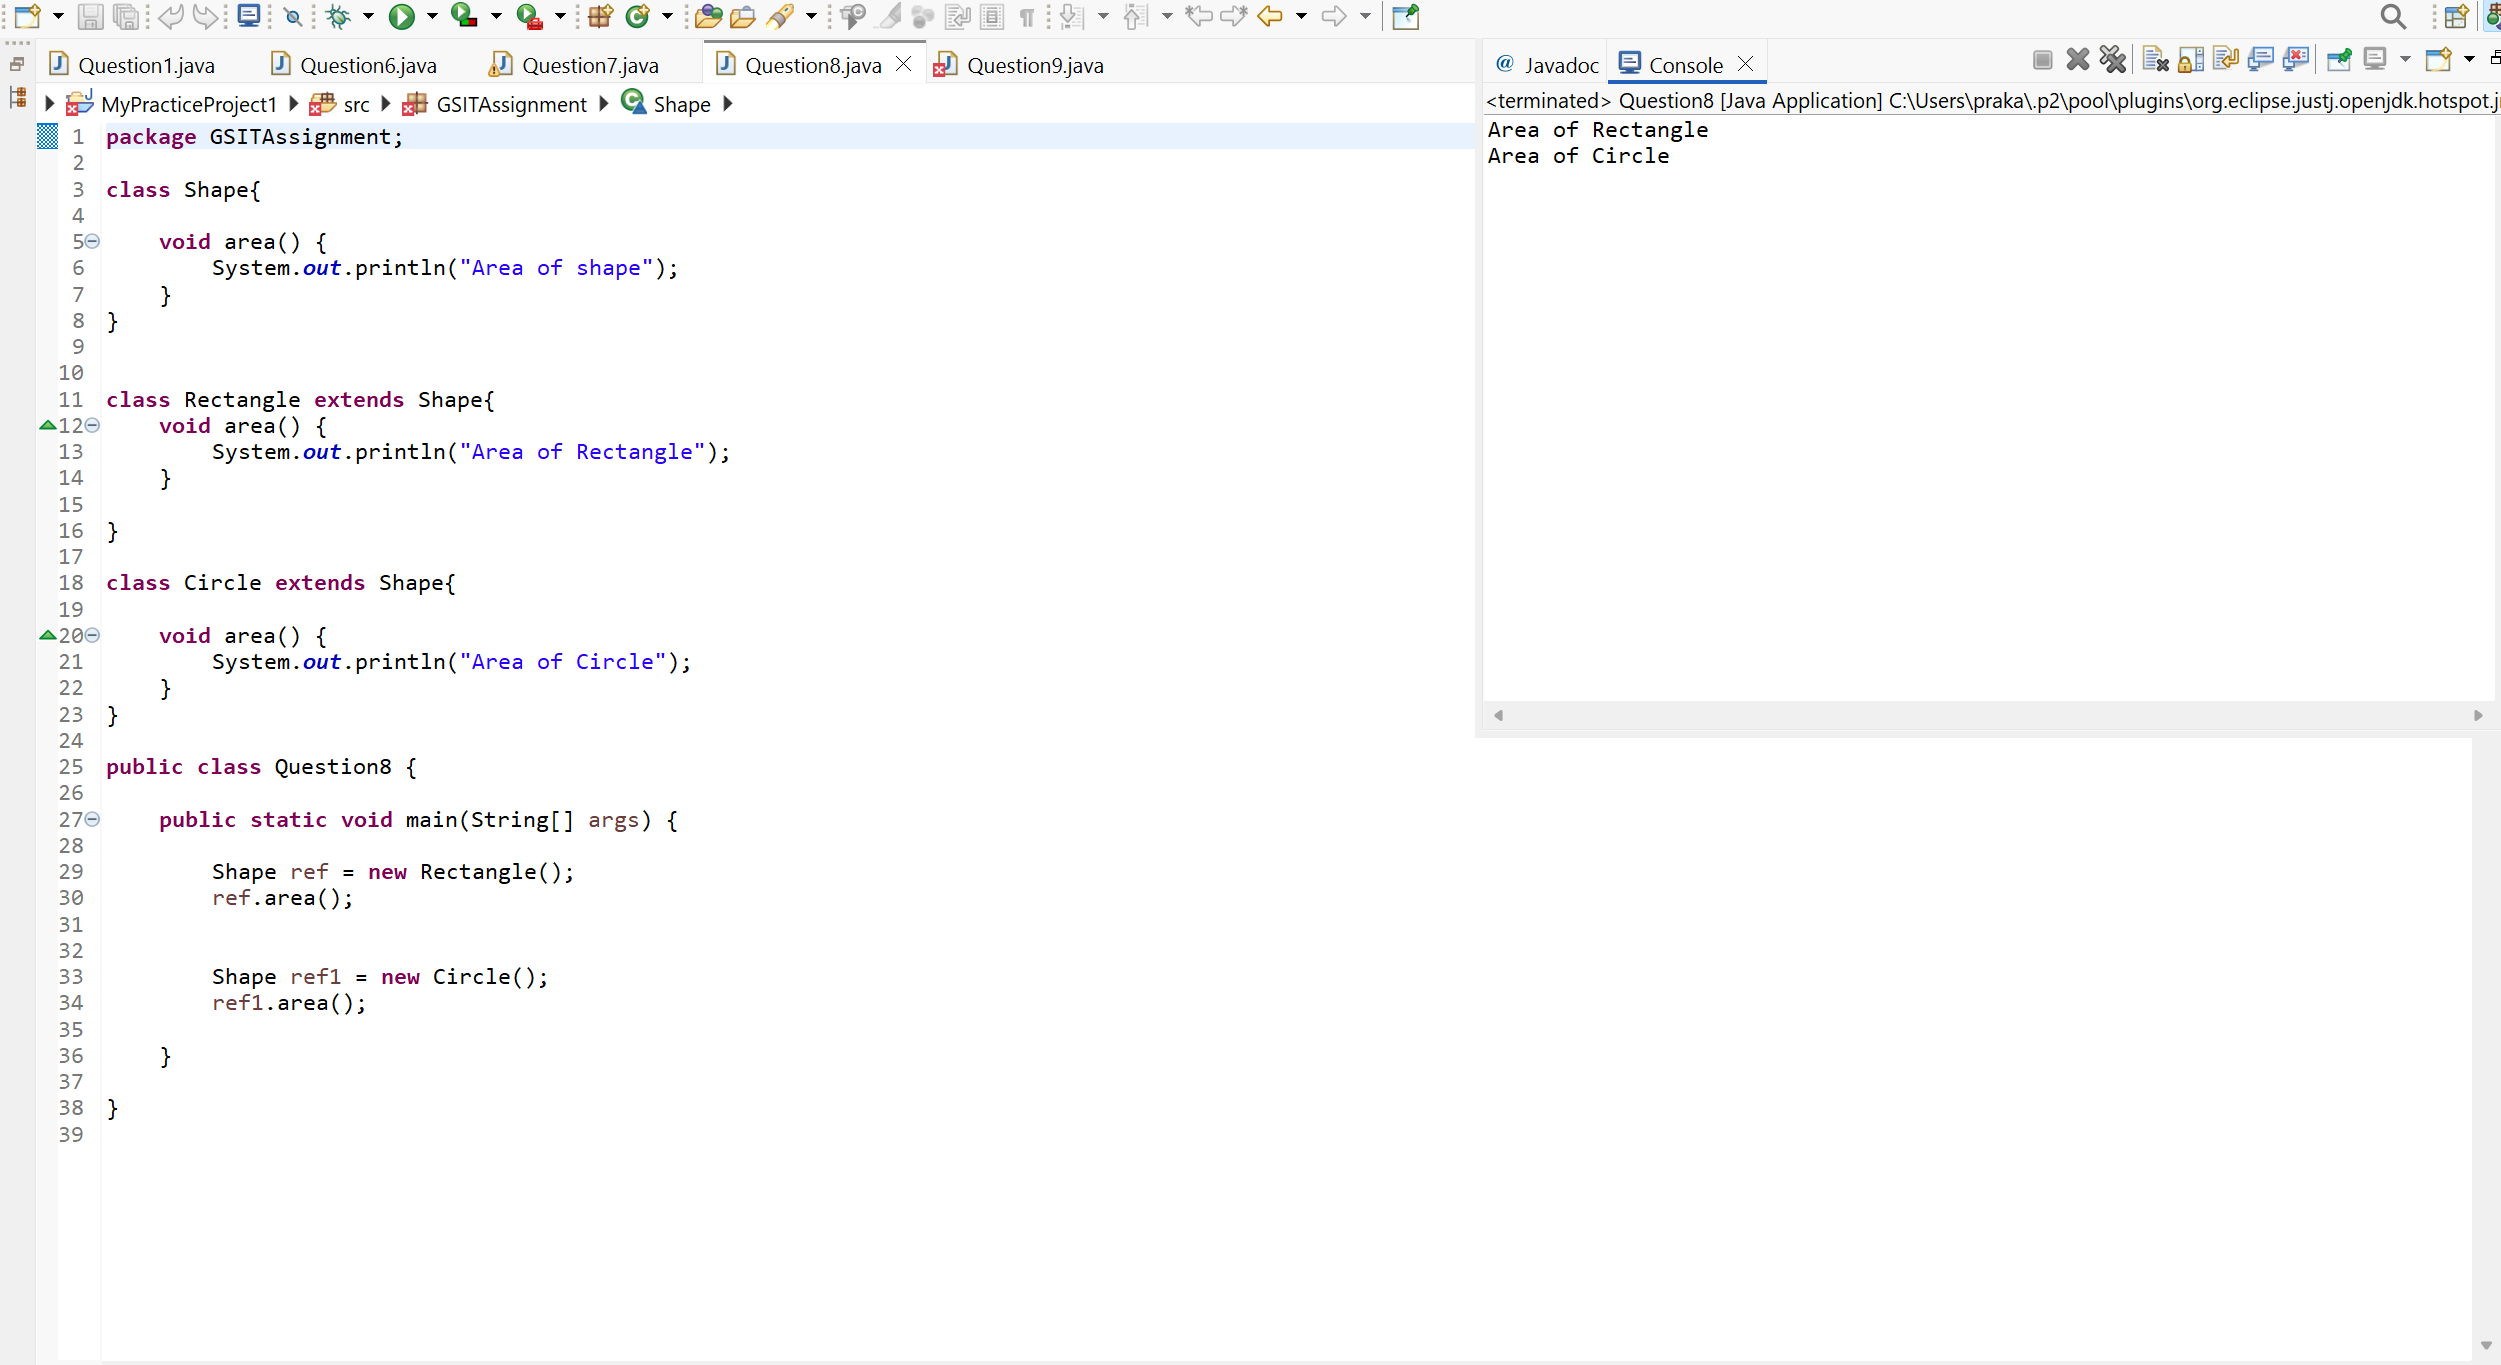 Question1.java Question6.java Question7.java Question8.java Question9.java
MyPracticeProject1 src GSITAssignment Shape
1 package GSITAssignment;
2
3 class Shape{
4
5 void area() {
6 System.out.println("Area of shape");
7 }
8 }
9
10
11 class Rectangle extends Shape{
12 void area() {
13 System.out.println("Area of Rectangle");
14 }
15
16 }
17
18 class Circle extends Shape{
19
20 void area() {
21 System.out.println("Area of Circle");
22 }
23 }
24
25 public class Question8 {
26
27 public static void main(String[] args) {
28
29 Shape ref = new Rectangle();
30 ref.area();
31
32
33 Shape ref1 = new Circle();
34 ref1.area();
35
36 }
37
38 }
39
@ Javadoc Console
<terminated> Question8 [Java Application] C:\Users\praka\.p2\pool\plugins\org.eclipse.justj.openjdk.hotspot.j
Area of Rectangle
Area of Circle